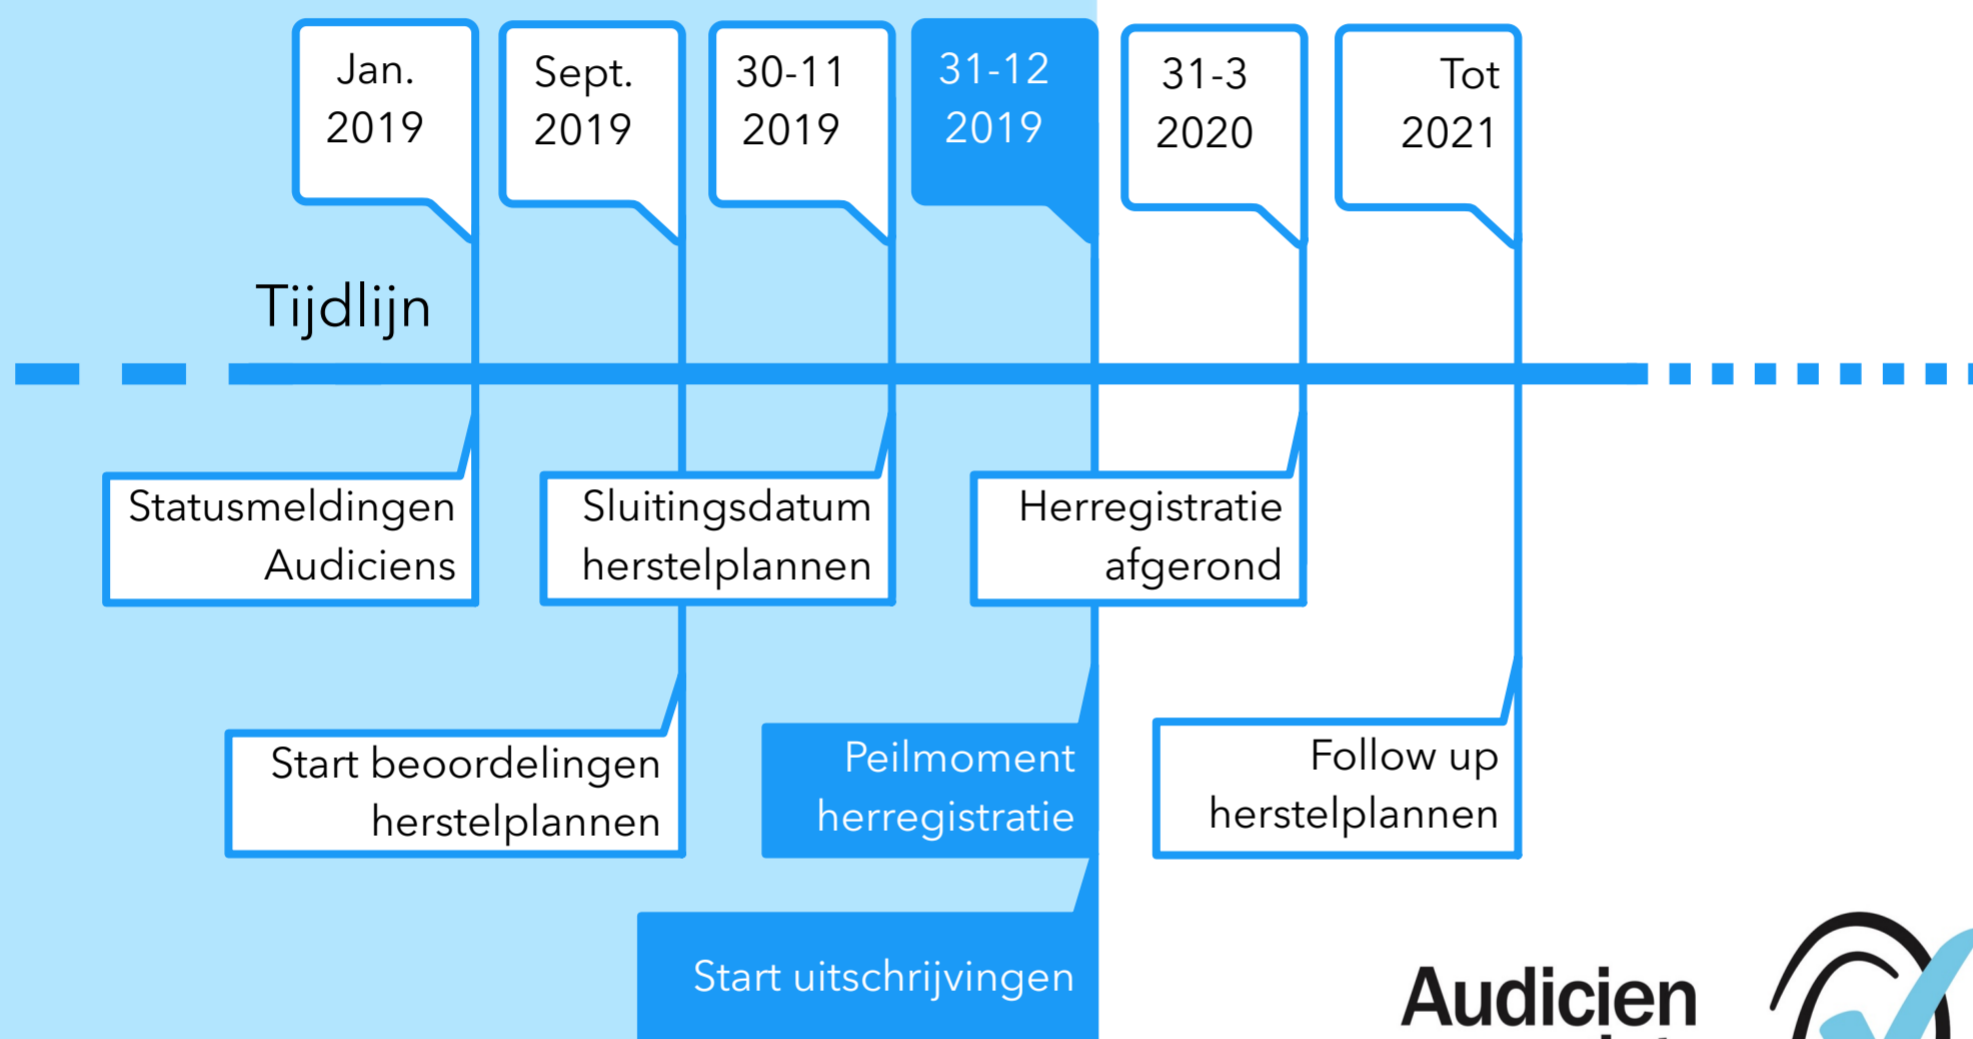 Jan.
2019
Sept.
2019
30-11
2019
31-12
2019
31-3
2020
Tot
2021
Tijdlijn
Statusmeldingen
Audiciens
Sluitingsdatum
herstelplannen
Herregistratie
afgerond
Start beoordelingen
herstelplannen
Peilmoment
herregistratie
Follow up
herstelplannen
Start uitschrijvingen
Audicien